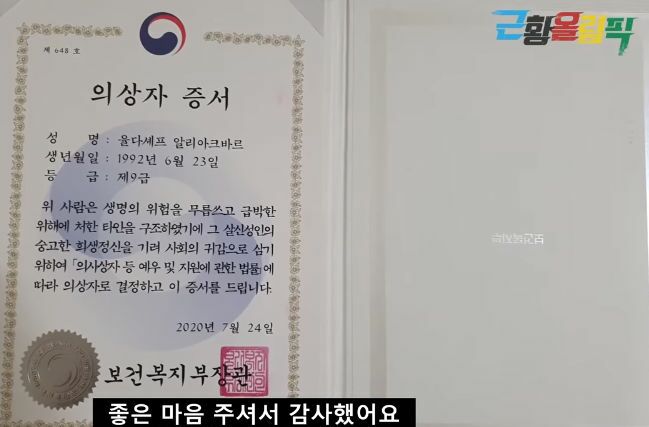 근황올림픽
제 648 호
의상자 증서
성 명 : 율다셰프 알리아크바르
생년월일 : 1992년 6월 23일
등 급 : 제9급
위 사람은 생명의 위험을 무릅쓰고 급박한
위해에 처한 타인을 구조하였기에 그 살신성인의
숭고한 희생정신을 기려 사회의 귀감으로 삼기
위하여 「의사상자 등 예우 및 지원에 관한 법률」에
따라 의상자로 결정하고 이 증서를 드립니다.
2020년 7월 24일
보건복지부장관
보건복지부
좋은 마음 주셔서 감사했어요